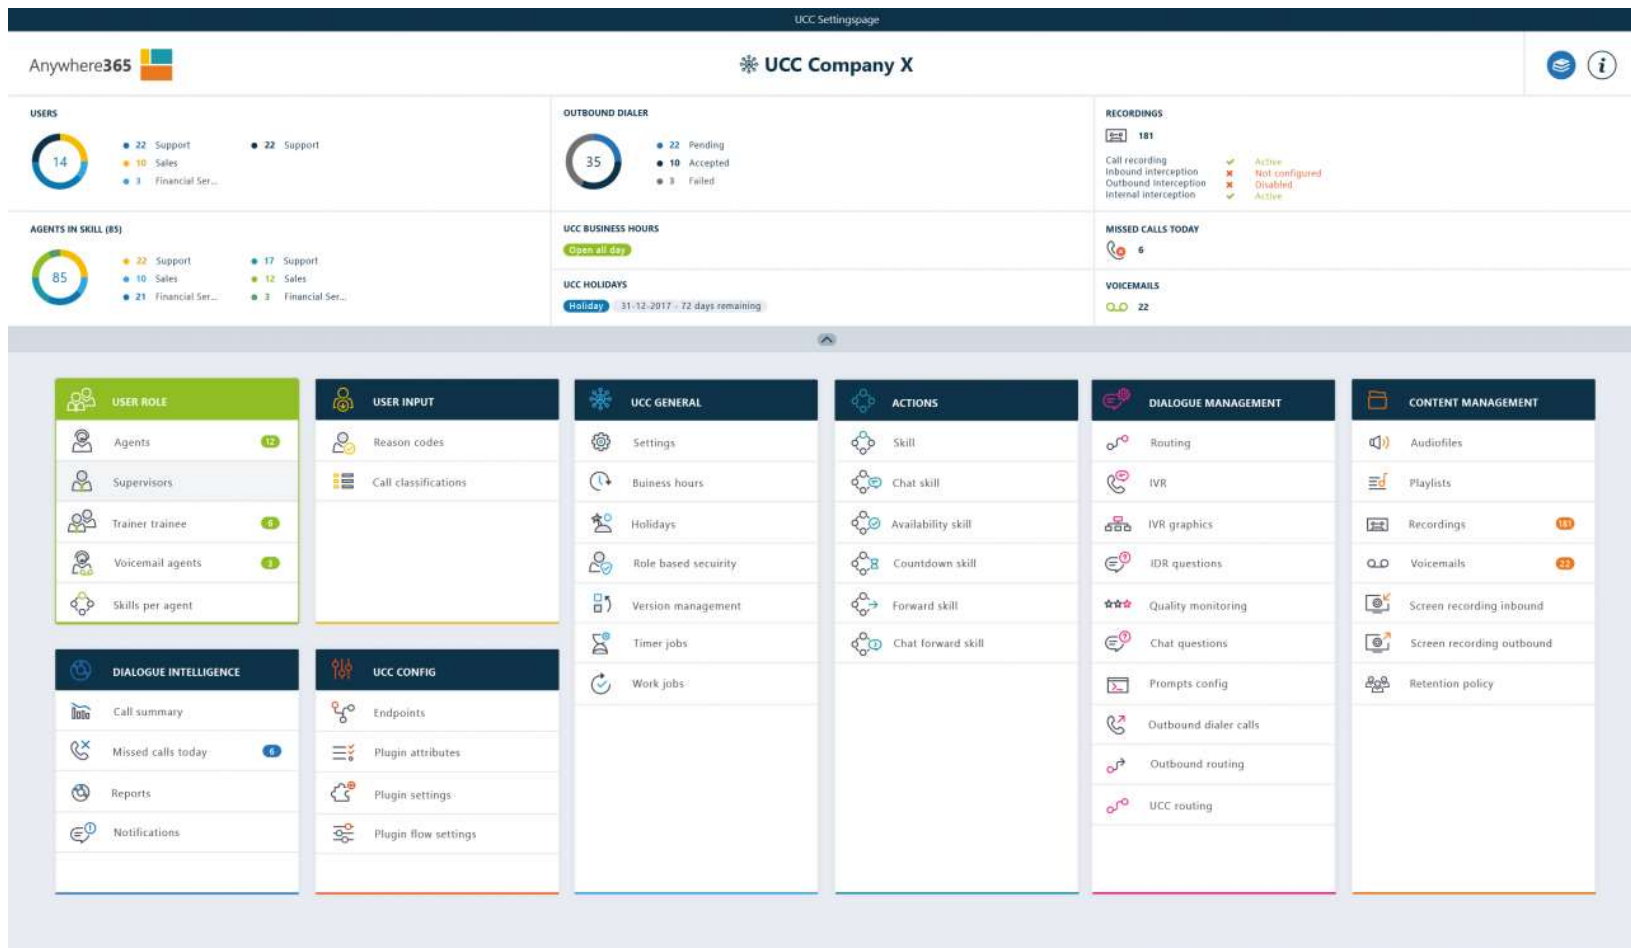 UCC Settingspage
Anywhere365
UCC Company X
USERS
14
22 Support
22 Support
10 Sales
3 Financial Ser...
OUTBOUND DIALER
35
22 Pending
10 Accepted
3 Failed
RECORDINGS
181
Call recording Active
Inbound interception Not configured
Outbound Interception Disabled
Internal interception Active
AGENTS IN SKILL (85)
85
22 Support
17 Support
10 Sales
12 Sales
21 Financial Ser...
3 Financial Ser...
UCC BUSINESS HOURS
Open all day
UCC HOLIDAYS
Holiday 31-12-2017 - 72 days remaining
MISSED CALLS TODAY
6
VOICEMAILS
22
USER ROLE
Agents 12
Supervisors
Trainer trainee 6
Voicemail agents 3
Skills per agent
USER INPUT
Reason codes
Call classifications
UCC GENERAL
Settings
Buiness hours
Holidays
Role based secuirity
Version management
Timer jobs
Work jobs
ACTIONS
Skill
Chat skill
Availability skill
Countdown skill
Forward skill
Chat forward skill
DIALOGUE MANAGEMENT
Routing
IVR
IVR graphics
IDR questions
Quality monitoring
Chat questions
Prompts config
Outbound dialer calls
Outbound routing
UCC routing
CONTENT MANAGEMENT
Audiofiles
Playlists
Recordings 181
Voicemails 22
Screen recording inbound
Screen recording outbound
Retention policy
DIALOGUE INTELLIGENCE
Call summary
Missed calls today 6
Reports
Notifications
UCC CONFIG
Endpoints
Plugin attributes
Plugin settings
Plugin flow settings